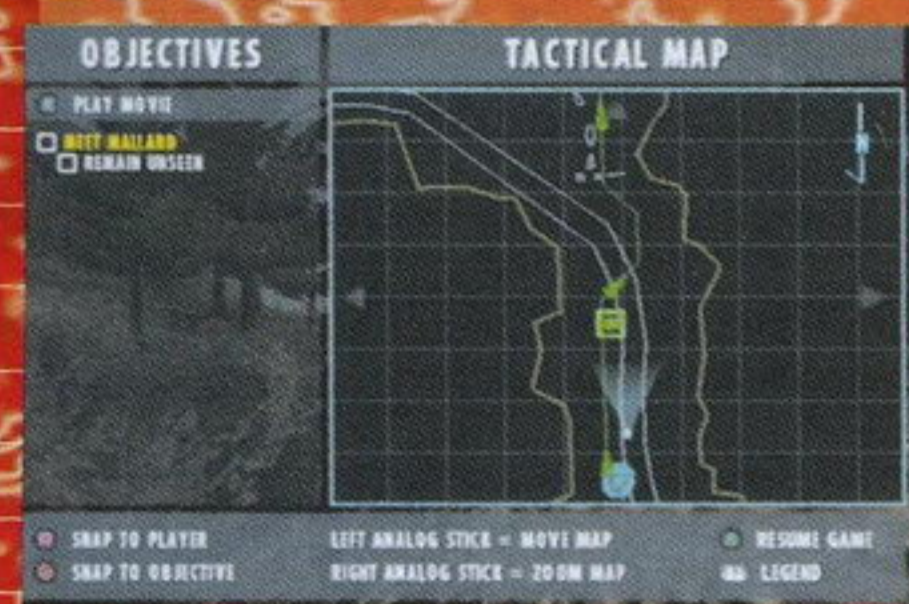 OBJECTIVES
TACTICAL MAP
PLAY MOVIE
MEET MALLARD
REMAIN UNSEEN
N
SNAP TO PLAYER
LEFT ANALOG STICK = MOVE MAP
RESUME GAME
SNAP TO OBJECTIVE
RIGHT ANALOG STICK = ZOOM MAP
LEGEND